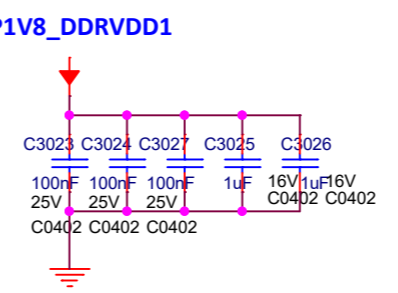 P1V8_DDRVDD1
C3023 C3024 C3027 C3025 C3026
100nF 100nF 100nF 1uF 16V 1uF 16V
25V 25V 25V C0402 C0402
C0402 C0402 C0402